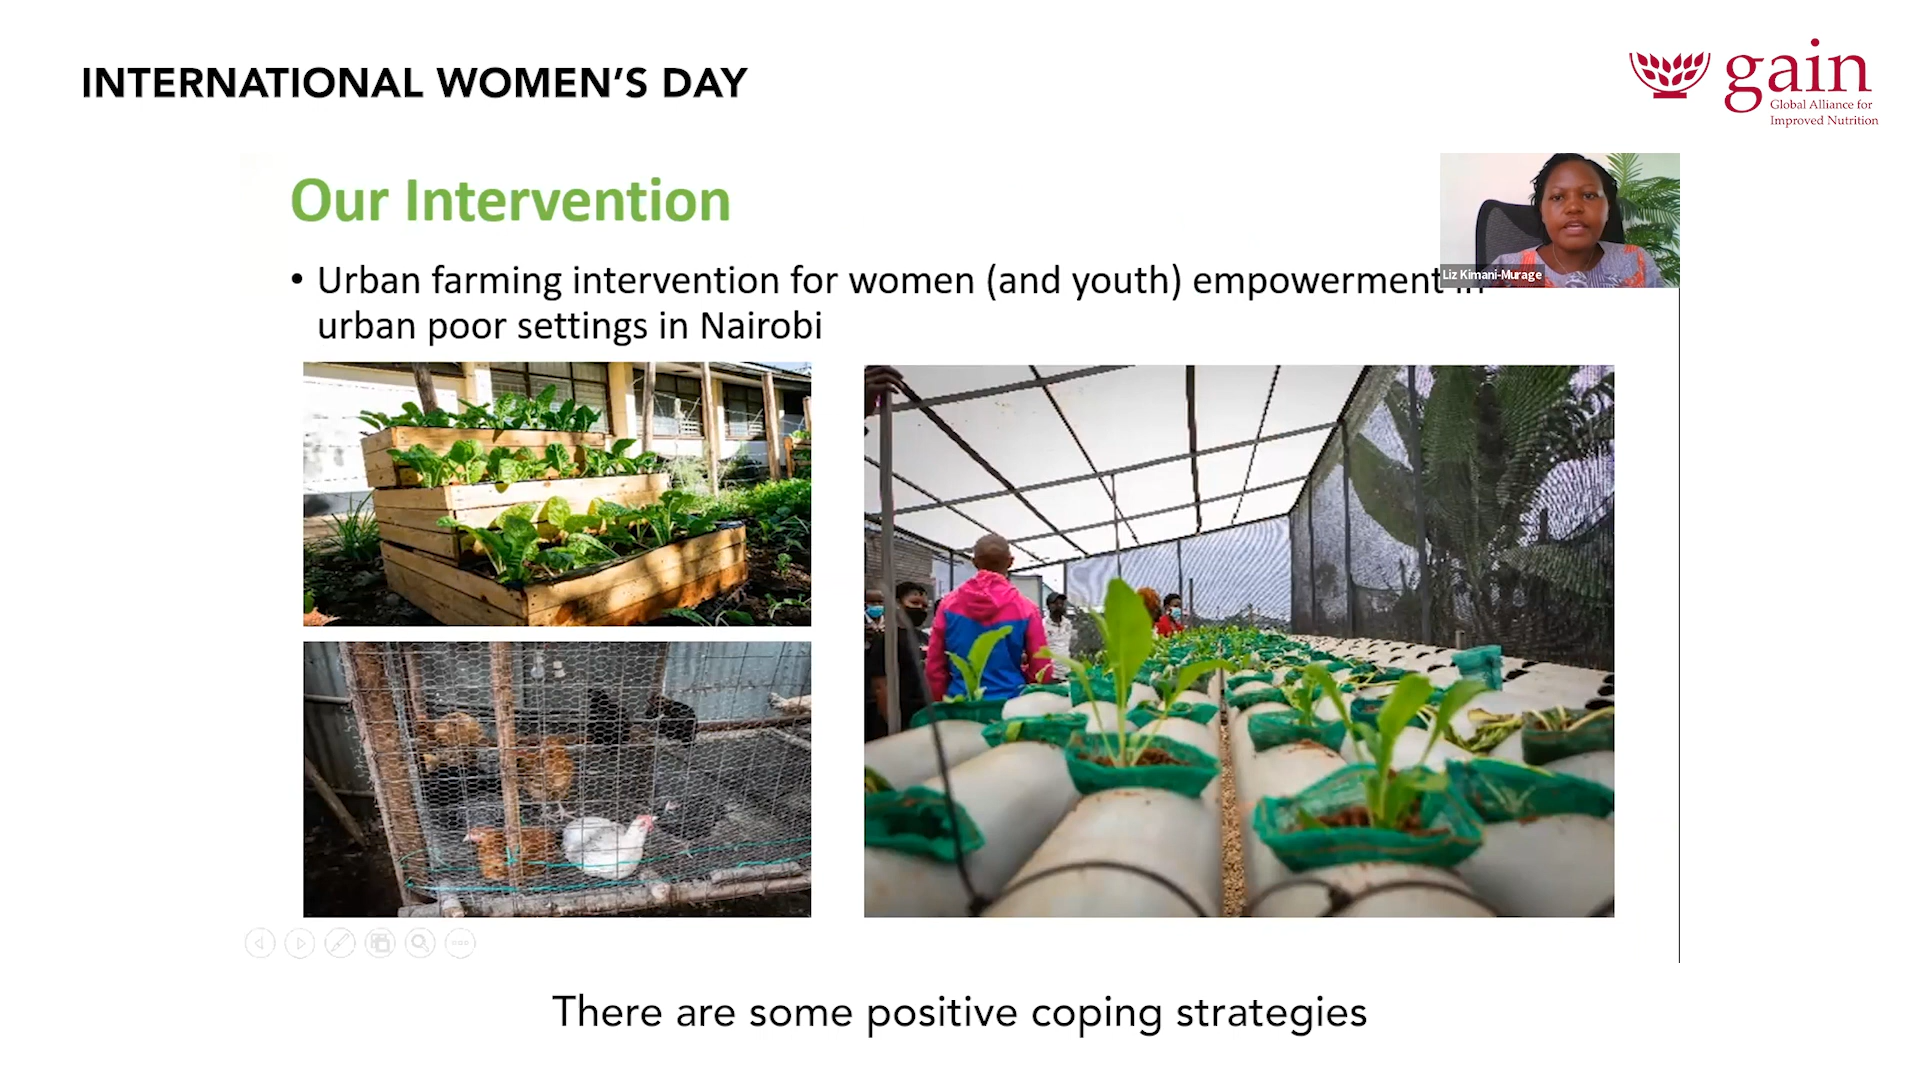 INTERNATIONAL WOMEN'S DAY
gain
Global Alliance for
Improved Nutrition
Our Intervention
Liz Kimani-Murage
• Urban farming intervention for women (and youth) empowerment in
urban poor settings in Nairobi
There are some positive coping strategies